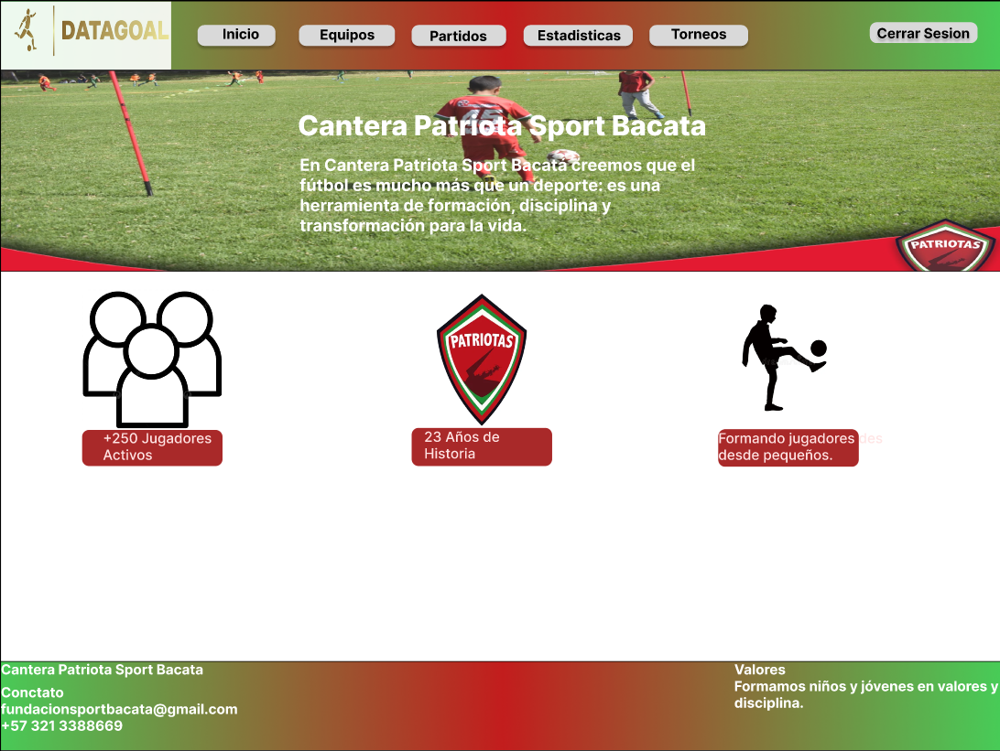 DATAGOAL
Inicio
Equipos
Partidos
Estadisticas
Torneos
Cerrar Sesion
45
Cantera Patriota Sport Bacata
En Cantera Patriota Sport Bacata creemos que el
fútbol es mucho más que un deporte: es una
herramienta de formación, disciplina y
transformación para la vida.
PATRIOTAS
PATRIOTAS
+250 Jugadores
Activos
23 Años de
Historia
Formando jugadores des
desde pequeños.
Cantera Patriota Sport Bacata
Conctato
fundacionsportbacata@gmail.com
+57 321 3388669
Valores
Formamos niños y jóvenes en valores y
disciplina.